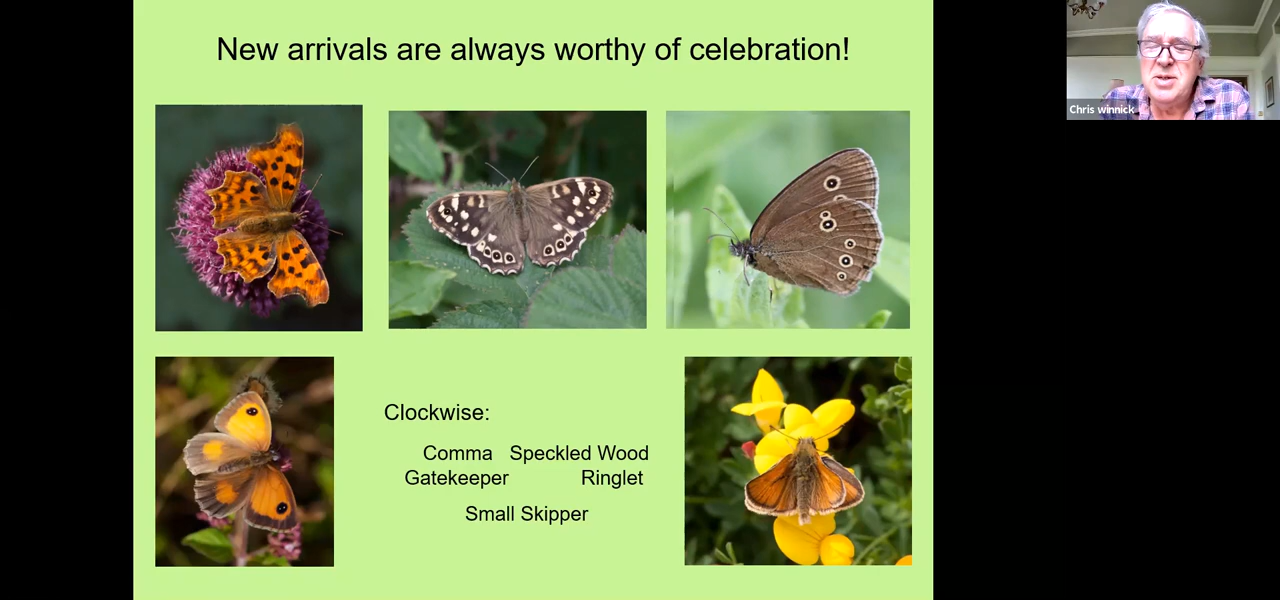 New arrivals are always worthy of celebration!
Chris winnick
Clockwise:
Comma Speckled Wood
Gatekeeper Ringlet
Small Skipper